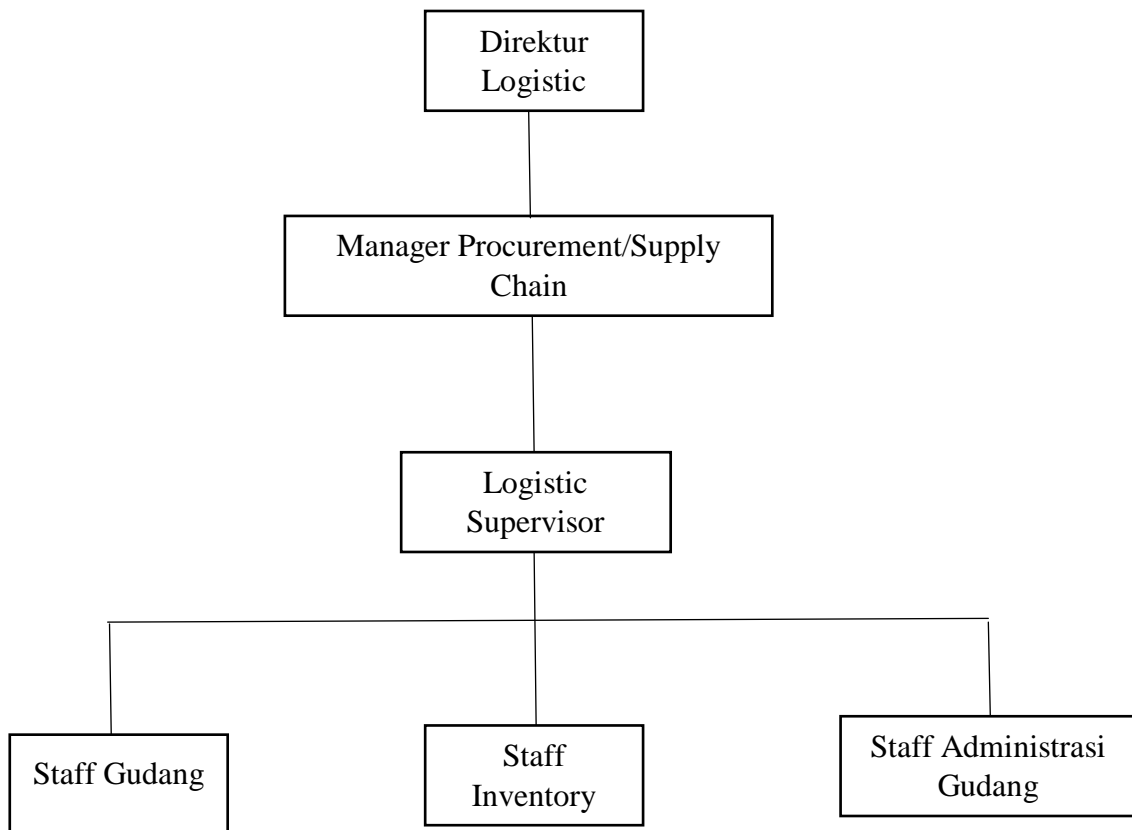 Direktur
Logistic
Manager Procurement/Supply
Chain
Logistic
Supervisor
Staff Gudang
Staff
Inventory
Staff Administrasi
Gudang